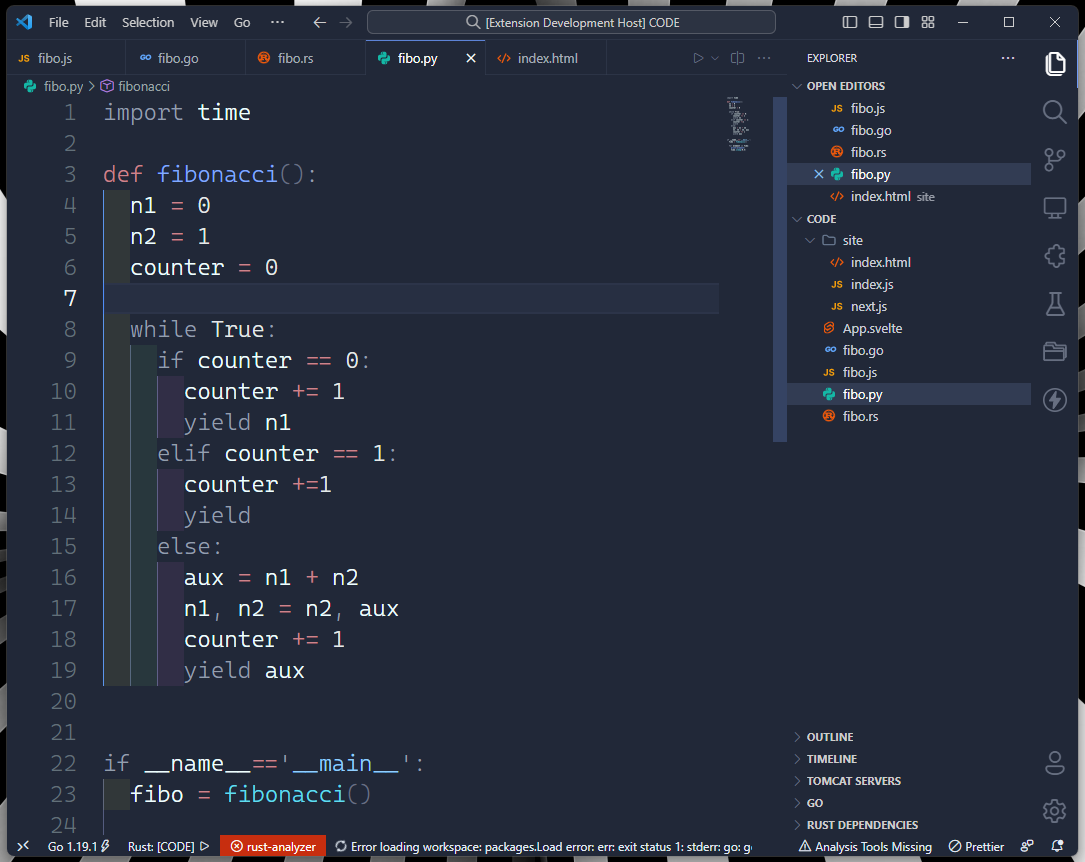 File Edit Selection View Go ··· [Extension Development Host] CODE
JS fibo.js fibo.go fibo.rs fibo.py index.html
fibo.py > fibonacci
1 import time
2
3 def fibonacci():
4 n1 = 0
5 n2 = 1
6 counter = 0
7
8 while True:
9 if counter == 0:
10 counter += 1
11 yield n1
12 elif counter == 1:
13 counter +=1
14 yield
15 else:
16 aux = n1 + n2
17 n1, n2 = n2, aux
18 counter += 1
19 yield aux
20
21
22 if __name__=='__main__':
23 fibo = fibonacci()
24
EXPLORER ···
OPEN EDITORS
JS fibo.js
GO fibo.go
fibo.rs
fibo.py
index.html site
CODE
site
index.html
JS index.js
JS next.js
App.svelte
GO fibo.go
JS fibo.js
fibo.py
fibo.rs
OUTLINE
TIMELINE
TOMCAT SERVERS
GO
RUST DEPENDENCIES
Go 1.19.1 Rust: [CODE] rust-analyzer Error loading workspace: packages.Load error: err: exit status 1: stderr: go: g Analysis Tools Missing Prettier